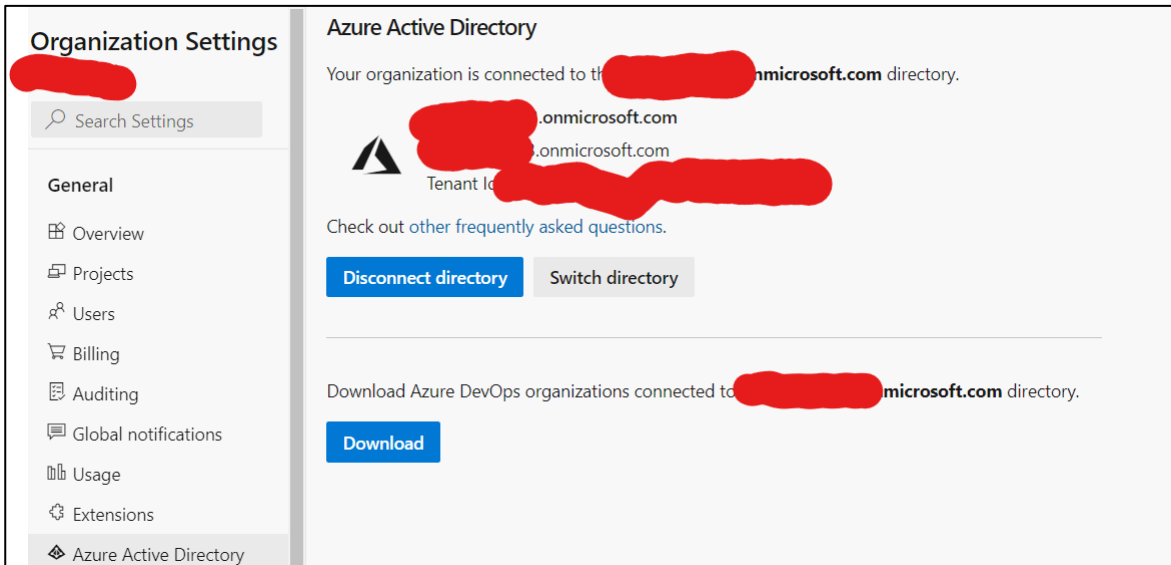 Organization Settings
Search Settings
General
Overview
Projects
Users
Billing
Auditing
Global notifications
Usage
Extensions
Azure Active Directory
Azure Active Directory
Your organization is connected to nmicrosoft.com directory.
.onmicrosoft.com
.onmicrosoft.com
Tenant
Check out other frequently asked questions.
Disconnect directory
Switch directory
Download Azure DevOps organizations connected to microsoft.com directory.
Download